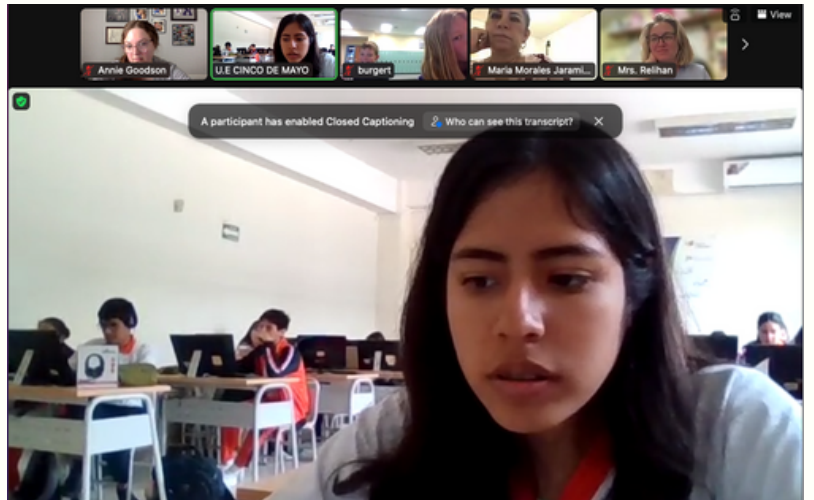 View
Annie Goodson
U.E CINCO DE MAYO
burgert
Maria Morales Jarami...
Mrs. Relihan
A participant has enabled Closed Captioning
Who can see this transcript?